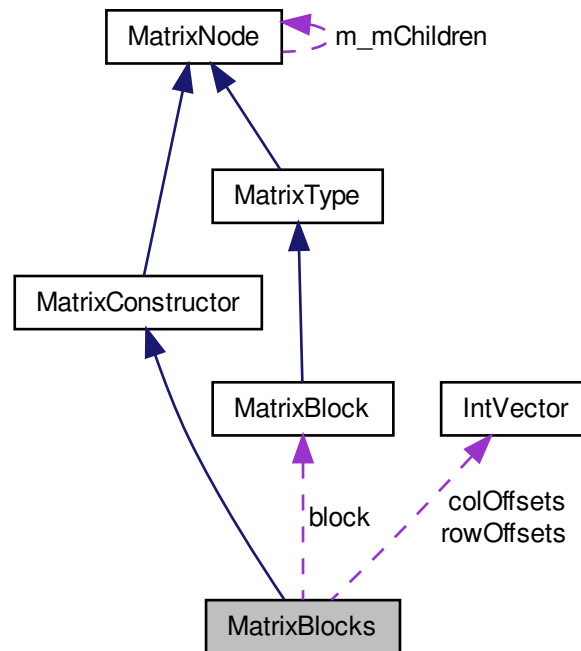 MatrixNode
m_mChildren
MatrixType
MatrixConstructor
MatrixBlock
IntVector
block
colOffsets
rowOffsets
MatrixBlocks